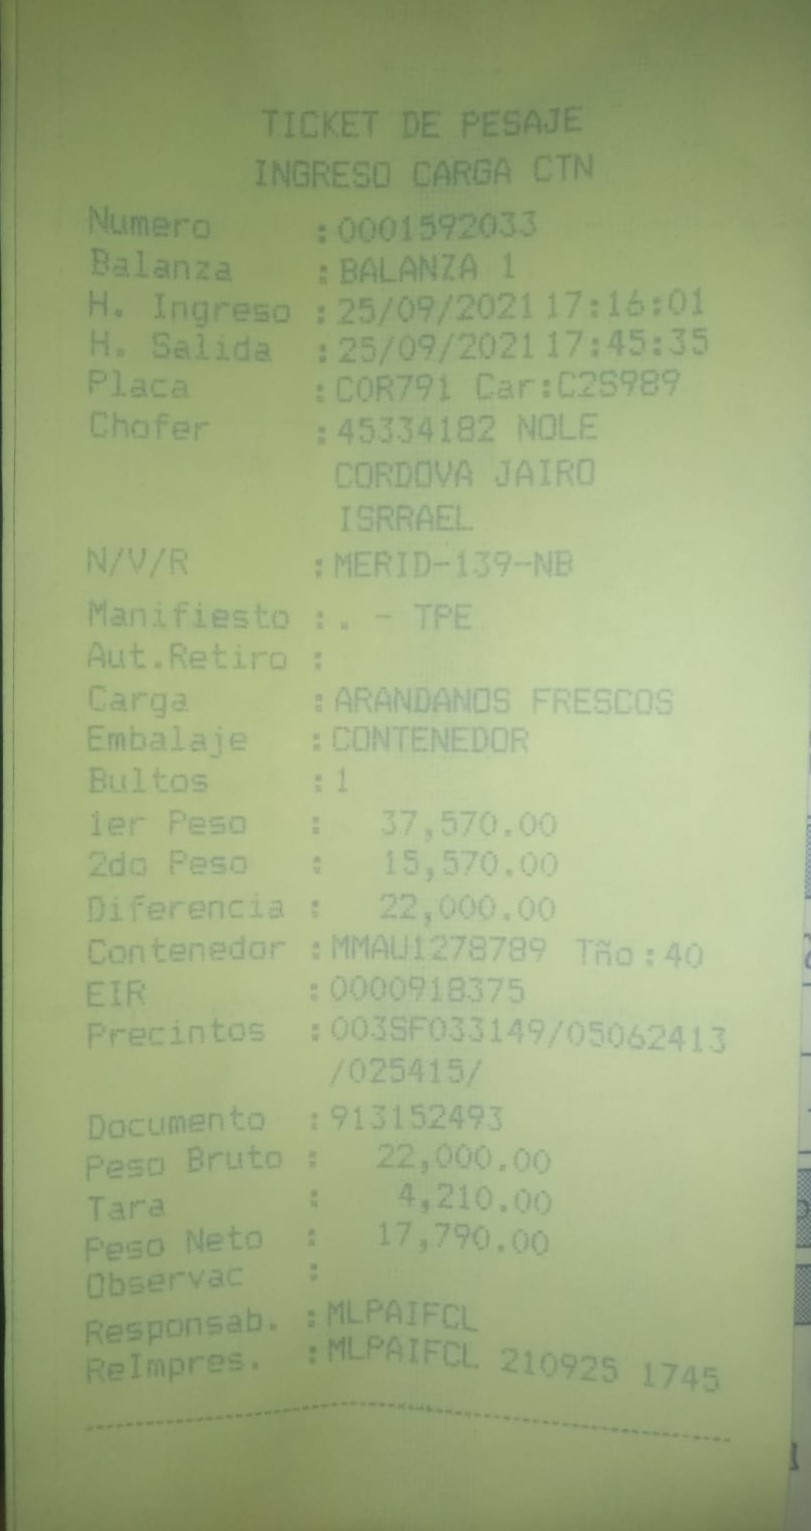 TICKET DE PESAJE
INGRESO CARGA CTN
Numero :0001592033
Balanza :BALANZA 1
H. Ingreso :25/09/2021 17:16:01
H. Salida :25/09/2021 17:45:35
Placa :COR791 Car:C2S989
Chofer :45334182 NOLE
CORDOVA JAIRO
ISRRAEL
N/V/R :MERID-139-NB
Manifiesto :. - TPE
Aut.Retiro :
Carga :ARANDANOS FRESCOS
Embalaje :CONTENEDOR
Bultos :1
1er Peso : 37,570.00
2do Peso : 15,570.00
Diferencia : 22,000.00
Contenedor :MMAU1278789 Tño:40
EIR :0000918375
Precintos :003SF033149/05062413
/025415/
Documento :913152493
Peso Bruto : 22,000.00
Tara : 4,210.00
Peso Neto : 17,790.00
Observac :
Responsab. :MLPAIFCL
ReImpres. :MLPAIFCL 210925 1745